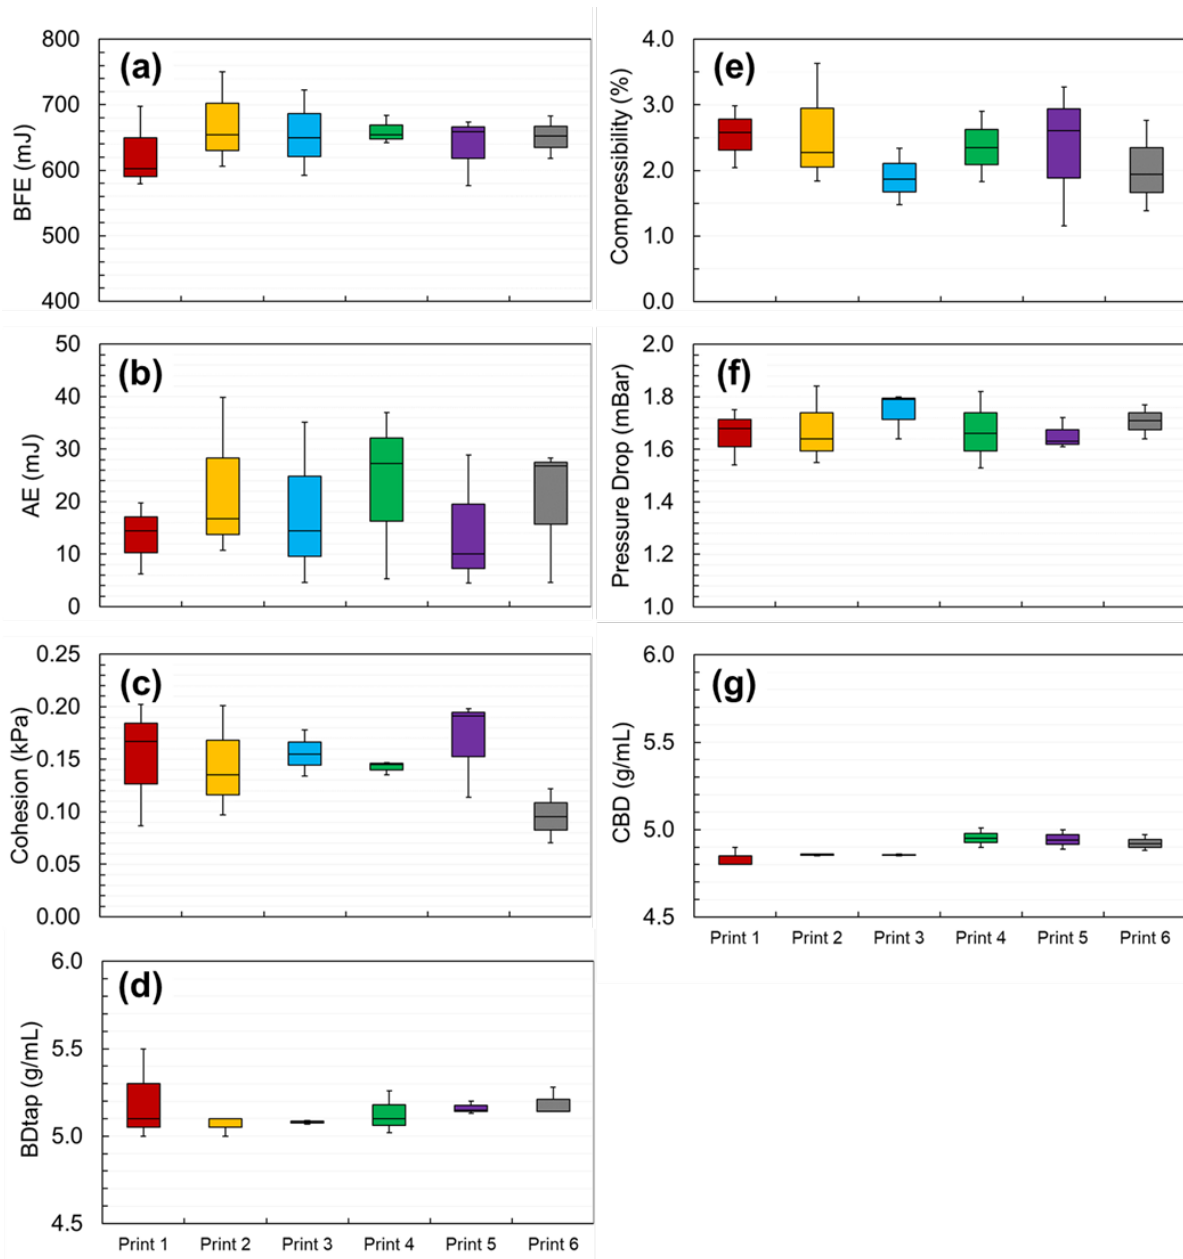 (a)
BFE (mJ)
800
700
600
500
400
(e)
Compressibility (%)
4.0
3.0
2.0
1.0
0.0
(b)
AE (mJ)
50
40
30
20
10
0
(f)
Pressure Drop (mBar)
2.0
1.8
1.6
1.4
1.2
1.0
(c)
Cohesion (kPa)
0.25
0.20
0.15
0.10
0.05
0.00
(g)
CBD (g/mL)
6.0
5.5
5.0
4.5
Print 1 Print 2 Print 3 Print 4 Print 5 Print 6
(d)
BDtap (g/mL)
6.0
5.5
5.0
4.5
Print 1 Print 2 Print 3 Print 4 Print 5 Print 6